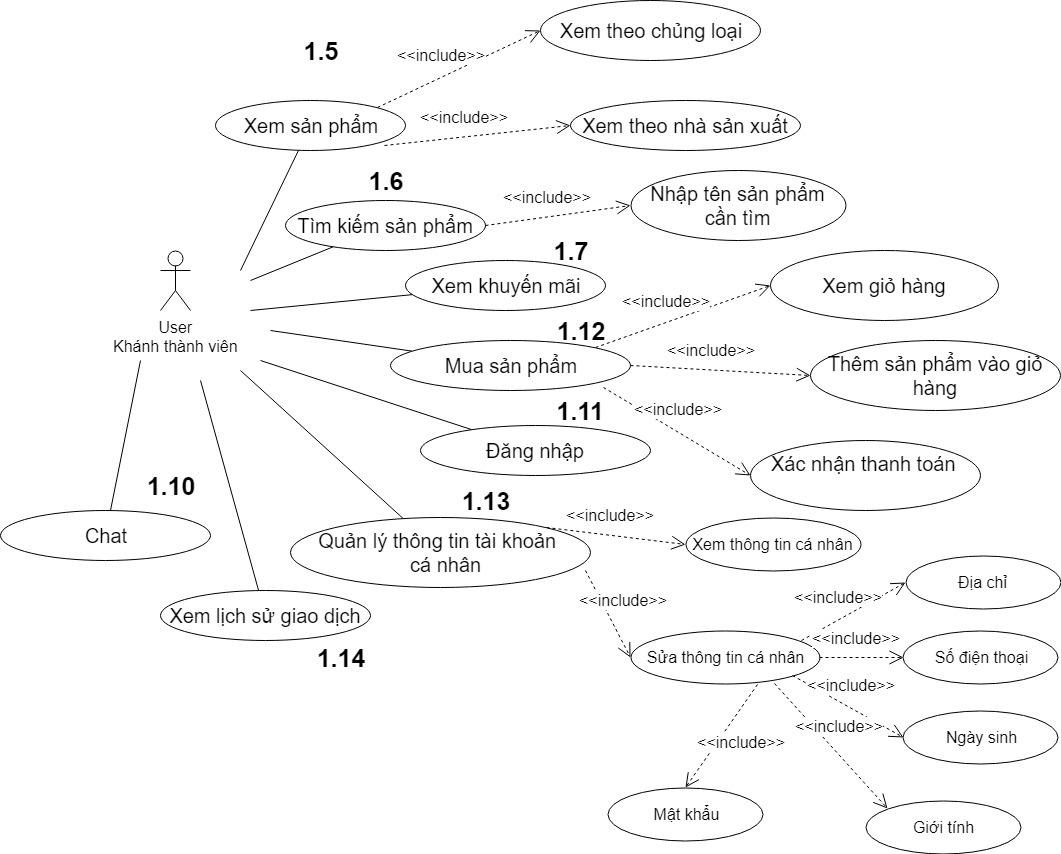 Xem theo chủng loại
1.5
<<include>>
Xem sản phẩm
<<include>>
Xem theo nhà sản xuất
1.6
<<include>>
Nhập tên sản phẩm
cần tìm
Tìm kiếm sản phẩm
1.7
Xem khuyến mãi
<<include>>
Xem giỏ hàng
User
Khánh thành viên
1.12
<<include>>
Mua sản phẩm
Thêm sản phẩm vào giỏ
hàng
1.11
<<include>>
Đăng nhập
Xác nhận thanh toán
1.10
1.13
<<include>>
Chat
Quản lý thông tin tài khoản
cá nhân
Xem thông tin cá nhân
Địa chỉ
<<include>>
<<include>>
Xem lịch sử giao dịch
1.14
<<include>>
Sửa thông tin cá nhân
Số điện thoại
<<include>>
<<include>>
Ngày sinh
<<include>>
Mật khẩu
Giới tính